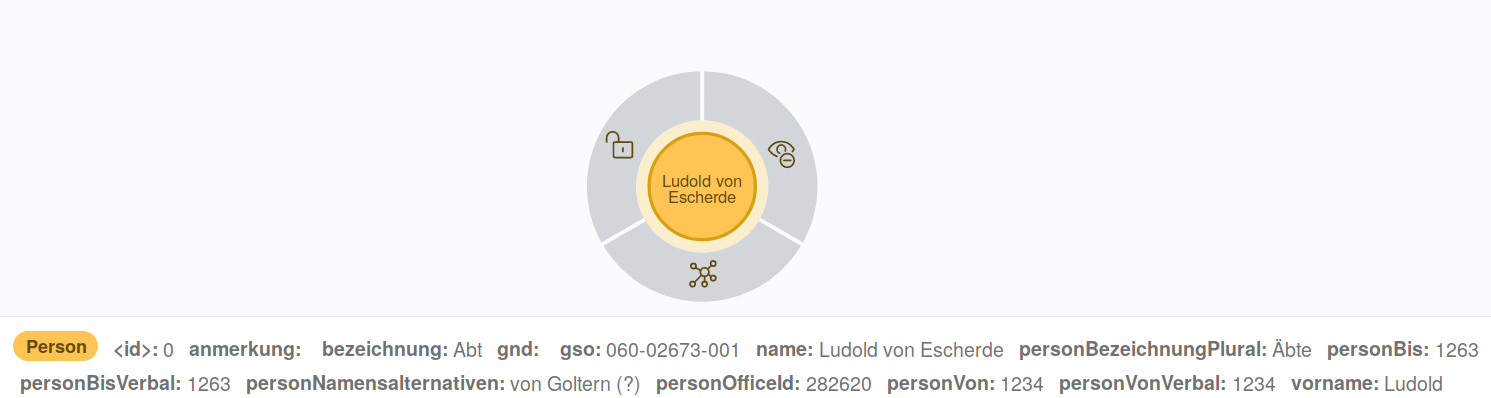 Ludold von
Escherde
Person <id>: 0 anmerkung: bezeichnung: Abt gnd: gso: 060-02673-001 name: Ludold von Escherde personBezeichnungPlural: Äbte personBis: 1263
personBisVerbal: 1263 personNamensalternativen: von Goltern (?) personOfficeId: 282620 personVon: 1234 personVonVerbal: 1234 vorname: Ludold